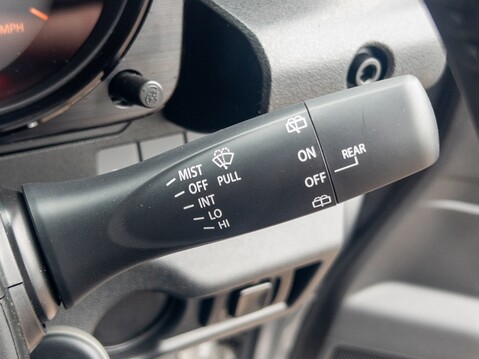 MPH
MIST
OFF
INT
LO
HI
PULL
ON
OFF
REAR